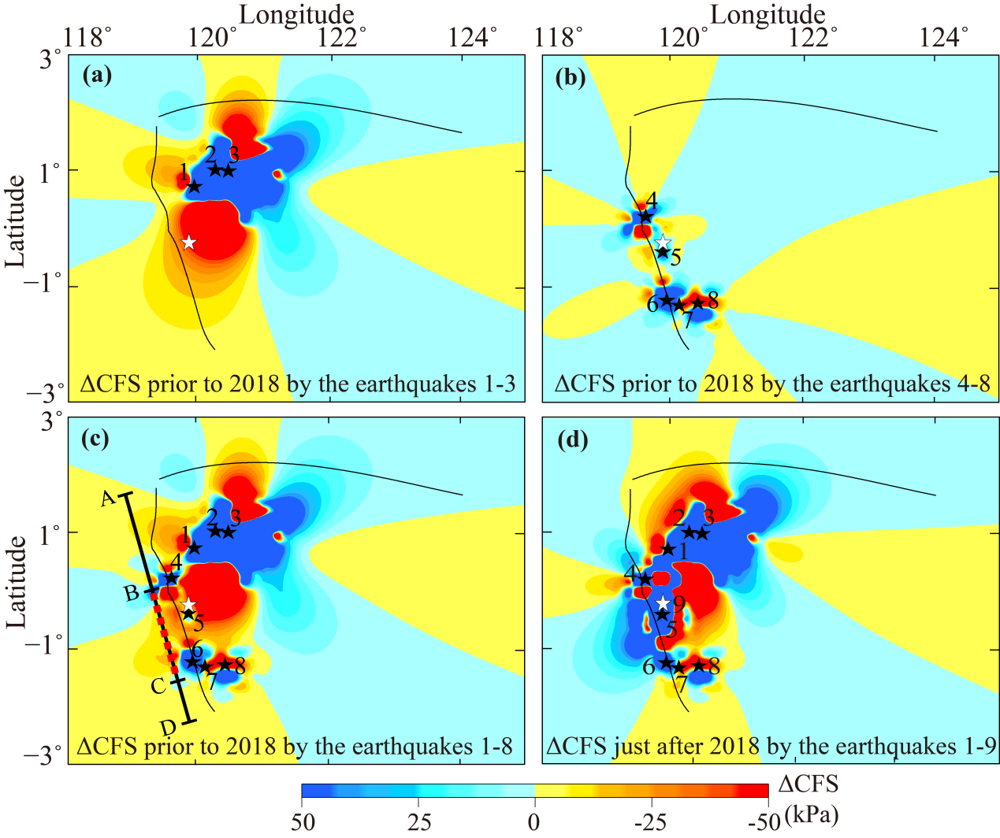 Longitude
Longitude
118° 120° 122° 124°
118° 120° 122° 124°
3°
1°
−1°
−3°
Latitude
(a)
2 3
1
ΔCFS prior to 2018 by the earthquakes 1-3
(b)
4
5
6 7 8
ΔCFS prior to 2018 by the earthquakes 4-8
3°
1°
−1°
−3°
Latitude
(c)
A
2 3
1
4
B
5
6
7 8
C
D
ΔCFS prior to 2018 by the earthquakes 1-8
(d)
2 3
1
4
9
5
6 7 8
ΔCFS just after 2018 by the earthquakes 1-9
ΔCFS
(kPa)
50 25 0 -25 -50